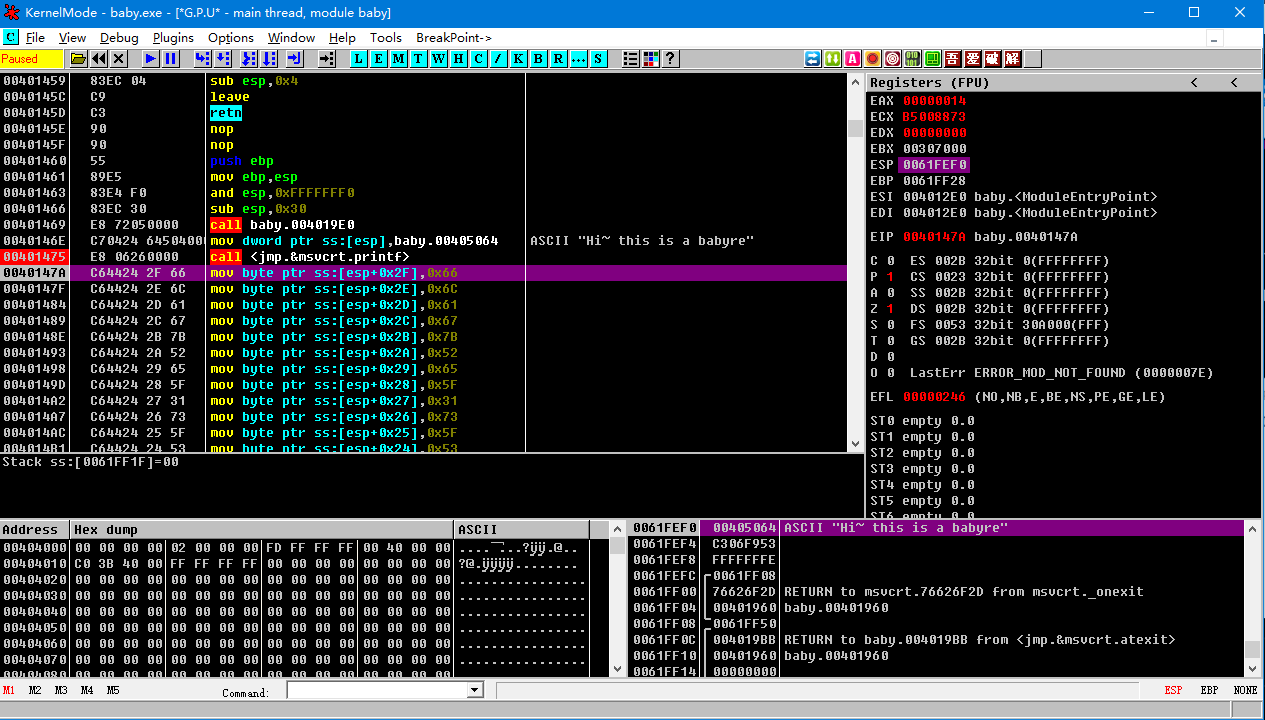 KernelMode - baby.exe - [*G.P.U* - main thread, module baby]
C File View Debug Plugins Options Window Help Tools BreakPoint->
Paused L E M T W H C / K B R ... S ? A 吾 爱 破 解
00401459 83EC 04 sub esp,0x4
0040145C C9 leave
0040145D C3 retn
0040145E 90 nop
0040145F 90 nop
00401460 55 push ebp
00401461 89E5 mov ebp,esp
00401463 83E4 F0 and esp,0xFFFFFFF0
00401466 83EC 30 sub esp,0x30
00401469 E8 72050000 call baby.004019E0
0040146E C70424 6450400 mov dword ptr ss:[esp],baby.00405064 ASCII "Hi~ this is a babyre"
00401475 E8 06260000 call <jmp.&msvcrt.printf>
0040147A C64424 2F 66 mov byte ptr ss:[esp+0x2F],0x66
0040147F C64424 2E 6C mov byte ptr ss:[esp+0x2E],0x6C
00401484 C64424 2D 61 mov byte ptr ss:[esp+0x2D],0x61
00401489 C64424 2C 67 mov byte ptr ss:[esp+0x2C],0x67
0040148E C64424 2B 7B mov byte ptr ss:[esp+0x2B],0x7B
00401493 C64424 2A 52 mov byte ptr ss:[esp+0x2A],0x52
00401498 C64424 29 65 mov byte ptr ss:[esp+0x29],0x65
0040149D C64424 28 5F mov byte ptr ss:[esp+0x28],0x5F
004014A2 C64424 27 31 mov byte ptr ss:[esp+0x27],0x31
004014A7 C64424 26 73 mov byte ptr ss:[esp+0x26],0x73
004014AC C64424 25 5F mov byte ptr ss:[esp+0x25],0x5F
004014B1 C64424 24 53 mov byte ptr ss:[esp+0x24],0x53
Stack ss:[0061FF1F]=00
Registers (FPU) < <
EAX 00000014
ECX B5008873
EDX 00000000
EBX 00307000
ESP 0061FEF0
EBP 0061FF28
ESI 004012E0 baby.<ModuleEntryPoint>
EDI 004012E0 baby.<ModuleEntryPoint>
EIP 0040147A baby.0040147A
C 0 ES 002B 32bit 0(FFFFFFFF)
P 1 CS 0023 32bit 0(FFFFFFFF)
A 0 SS 002B 32bit 0(FFFFFFFF)
Z 1 DS 002B 32bit 0(FFFFFFFF)
S 0 FS 0053 32bit 30A000(FFF)
T 0 GS 002B 32bit 0(FFFFFFFF)
D 0
O 0 LastErr ERROR_MOD_NOT_FOUND (0000007E)
EFL 00000246 (NO,NB,E,BE,NS,PE,GE,LE)
ST0 empty 0.0
ST1 empty 0.0
ST2 empty 0.0
ST3 empty 0.0
ST4 empty 0.0
ST5 empty 0.0
ST6 empty 0.0
Address Hex dump ASCII
00404000 00 00 00 00 02 00 00 00 FD FF FF FF 00 40 00 00
00404010 C0 3B 40 00 FF FF FF FF 00 00 00 00 00 00 00 00 ?@.ÿÿÿÿ........
00404020 00 00 00 00 00 00 00 00 00 00 00 00 00 00 00 00 ................
00404030 00 00 00 00 00 00 00 00 00 00 00 00 00 00 00 00 ................
00404040 00 00 00 00 00 00 00 00 00 00 00 00 00 00 00 00 ................
00404050 00 00 00 00 00 00 00 00 00 00 00 00 00 00 00 00 ................
00404060 00 00 00 00 00 00 00 00 00 00 00 00 00 00 00 00 ................
00404070 00 00 00 00 00 00 00 00 00 00 00 00 00 00 00 00 ................
00404080 00 00 00 00 00 00 00 00 00 00 00 00 00 00 00 00
0061FEF0 00405064 ASCII "Hi~ this is a babyre"
0061FEF4 C306F953
0061FEF8 FFFFFFFE
0061FEFC 0061FF08
0061FF00 76626F2D RETURN to msvcrt.76626F2D from msvcrt._onexit
0061FF04 00401960 baby.00401960
0061FF08 0061FF50
0061FF0C 004019BB RETURN to baby.004019BB from <jmp.&msvcrt.atexit>
0061FF10 00401960 baby.00401960
0061FF14 00000000
M1 M2 M3 M4 M5 Command: ESP EBP NONE